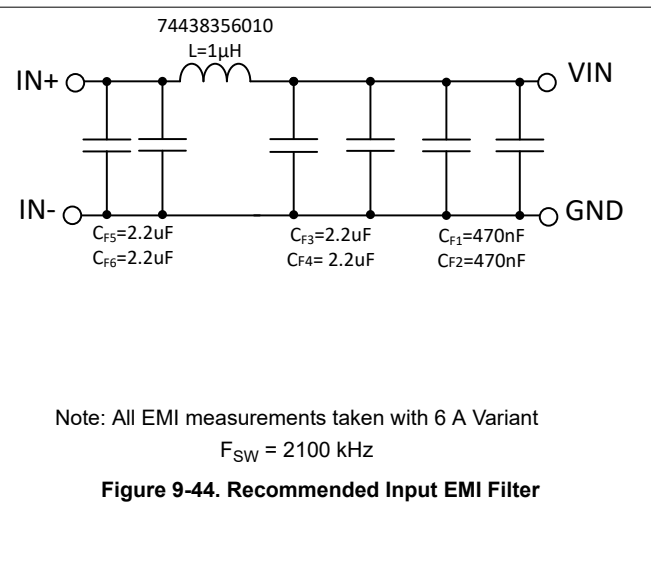 74438356010
L=1µH
IN+
VIN
IN-
GND
CF5=2.2uF
CF6=2.2uF
CF3=2.2uF
CF4= 2.2uF
CF1=470nF
CF2=470nF
Note: All EMI measurements taken with 6 A Variant
FSW = 2100 kHz
Figure 9-44. Recommended Input EMI Filter